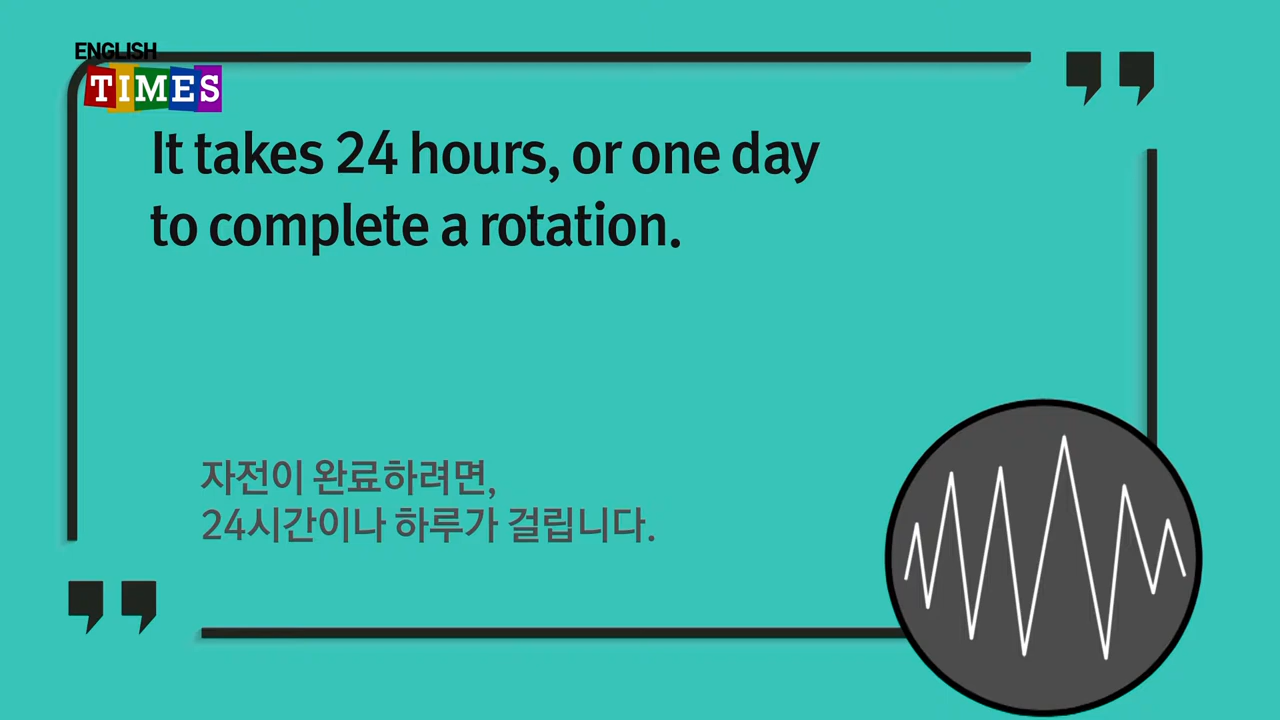 ENGLISH
TIMES
It takes 24 hours, or one day
to complete a rotation.
자전이 완료하려면,
24시간이나 하루가 걸립니다.